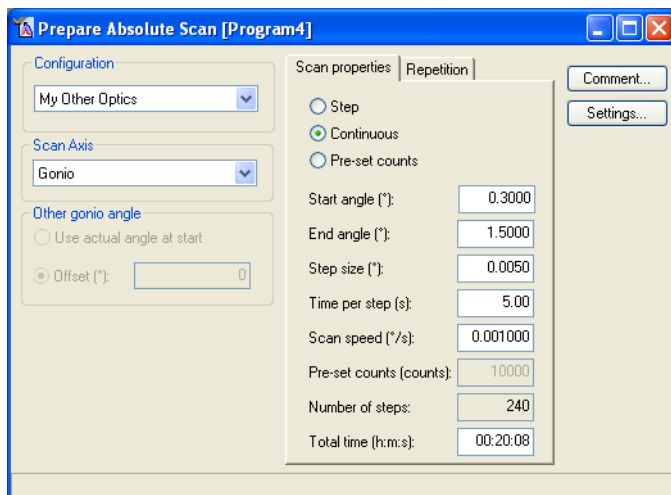 Prepare Absolute Scan [Program4]
Configuration
My Other Optics
Scan Axis
Gonio
Other gonio angle
Use actual angle at start
Offset (°): 0
Scan properties Repetition
Step
Continuous
Pre-set counts
Start angle (°): 0.3000
End angle (°): 1.5000
Step size (°): 0.0050
Time per step (s): 5.00
Scan speed (°/s): 0.001000
Pre-set counts (counts): 10000
Number of steps: 240
Total time (h:m:s): 00:20:08
Comment...
Settings...